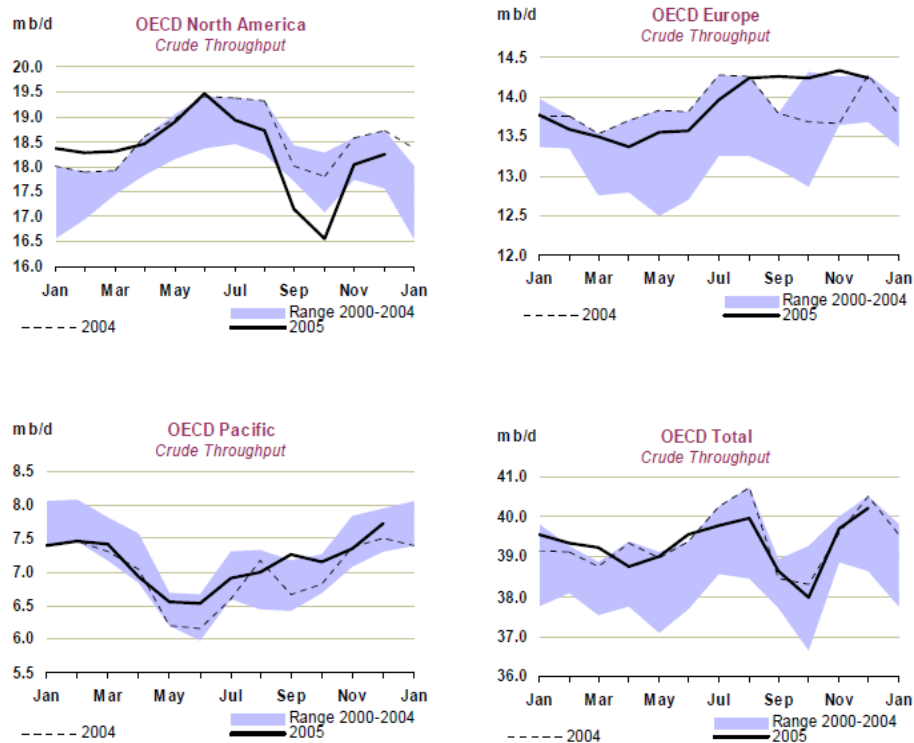 mb/d
OECD North America
Crude Throughput
20.0
19.5
19.0
18.5
18.0
17.5
17.0
16.5
16.0
Jan Mar May Jul Sep Nov Jan
Range 2000-2004
2004 2005
mb/d
OECD Europe
Crude Throughput
14.5
14.0
13.5
13.0
12.5
12.0
Jan Mar May Jul Sep Nov Jan
Range 2000-2004
2004 2005
mb/d
OECD Pacific
Crude Throughput
8.5
8.0
7.5
7.0
6.5
6.0
5.5
Jan Mar May Jul Sep Nov Jan
Range 2000-2004
2004 2005
mb/d
OECD Total
Crude Throughput
41.0
40.0
39.0
38.0
37.0
36.0
Jan Mar May Jul Sep Nov Jan
Range 2000-2004
2004 2005